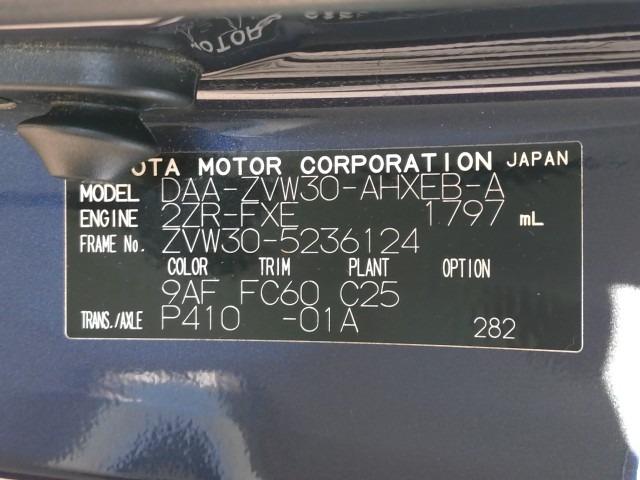 OTA MOTOR CORPORATION JAPAN
MODEL DAA-ZVW30-AHXEB-A
ENGINE 2ZR-FXE 1797 mL
FRAME No. ZVW30-5236124
COLOR TRIM PLANT OPTION
9AF FC60 C25
TRANS./AXLE P410 -01A 282